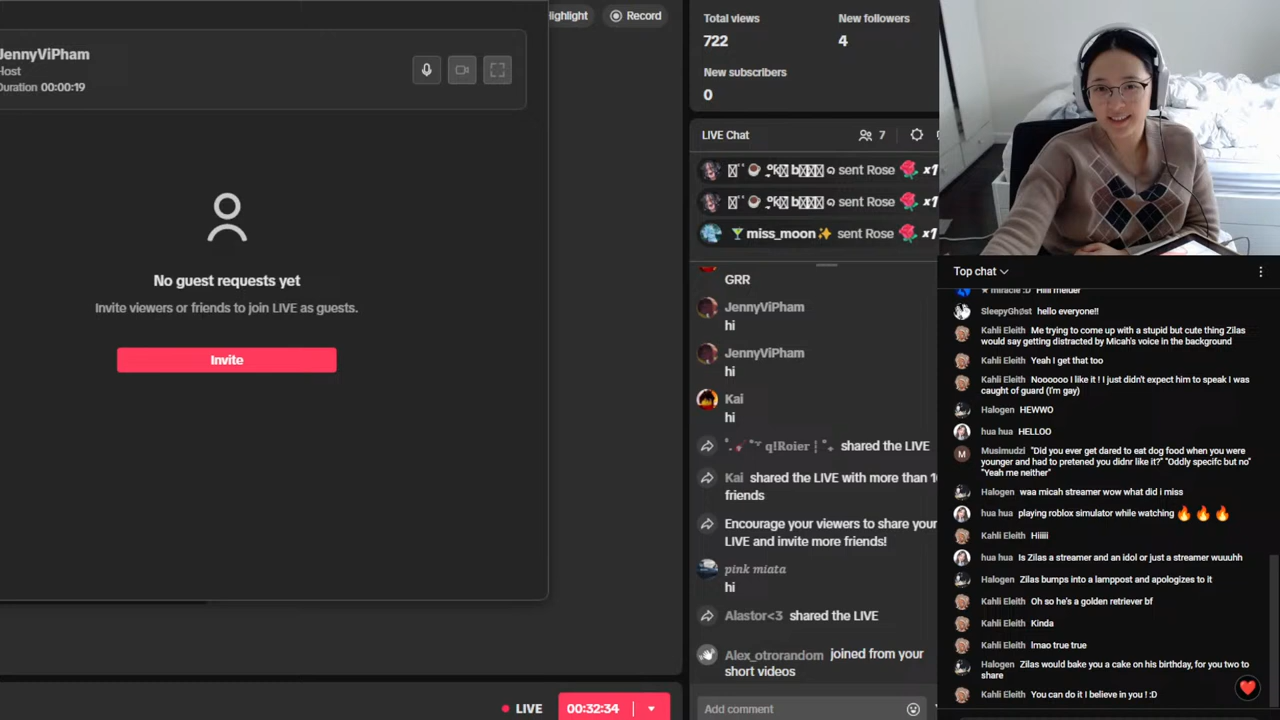 Highlight
Record
JennyViPham
Host
Duration 00:00:19
No guest requests yet
Invite viewers or friends to join LIVE as guests.
Invite
LIVE
00:32:34
Total views
722
New followers
4
New subscribers
0
LIVE Chat
7
sent Rose x1
sent Rose x1
miss_moon sent Rose x1
GRR
JennyViPham
hi
JennyViPham
hi
Kai
hi
q!Roier shared the LIVE
Kai shared the LIVE with more than
friends
Encourage your viewers to share your
LIVE and invite more friends!
pink miata
hi
Alastor<3 shared the LIVE
Alex_otrorandom joined from your
short videos
Add comment
Top chat
SleepyGhøst hello everyone!!
Kahli Eleith Me trying to come up with a stupid but cute thing Zilas
would say getting distracted by Micah's voice in the background
Kahli Eleith Yeah I get that too
Kahli Eleith Noooooo I like it ! I just didn't expect him to speak I was
caught of guard (I'm gay)
Halogen HEWWO
hua hua HELLOO
M
Musimudzi "Did you ever get dared to eat dog food when you were
younger and had to pretened you didnr like it?" "Oddly specifc but no"
"Yeah me neither"
Halogen waa micah streamer wow what did i miss
hua hua playing roblox simulator while watching
Kahli Eleith Hiiiii
hua hua Is Zilas a streamer and an idol or just a streamer wuuuhh
Halogen Zilas bumps into a lamppost and apologizes to it
Kahli Eleith Oh so he's a golden retriever bf
Kahli Eleith Kinda
Kahli Eleith lmao true true
Halogen Zilas would bake you a cake on his birthday, for you two to
share
Kahli Eleith You can do it I believe in you ! :D